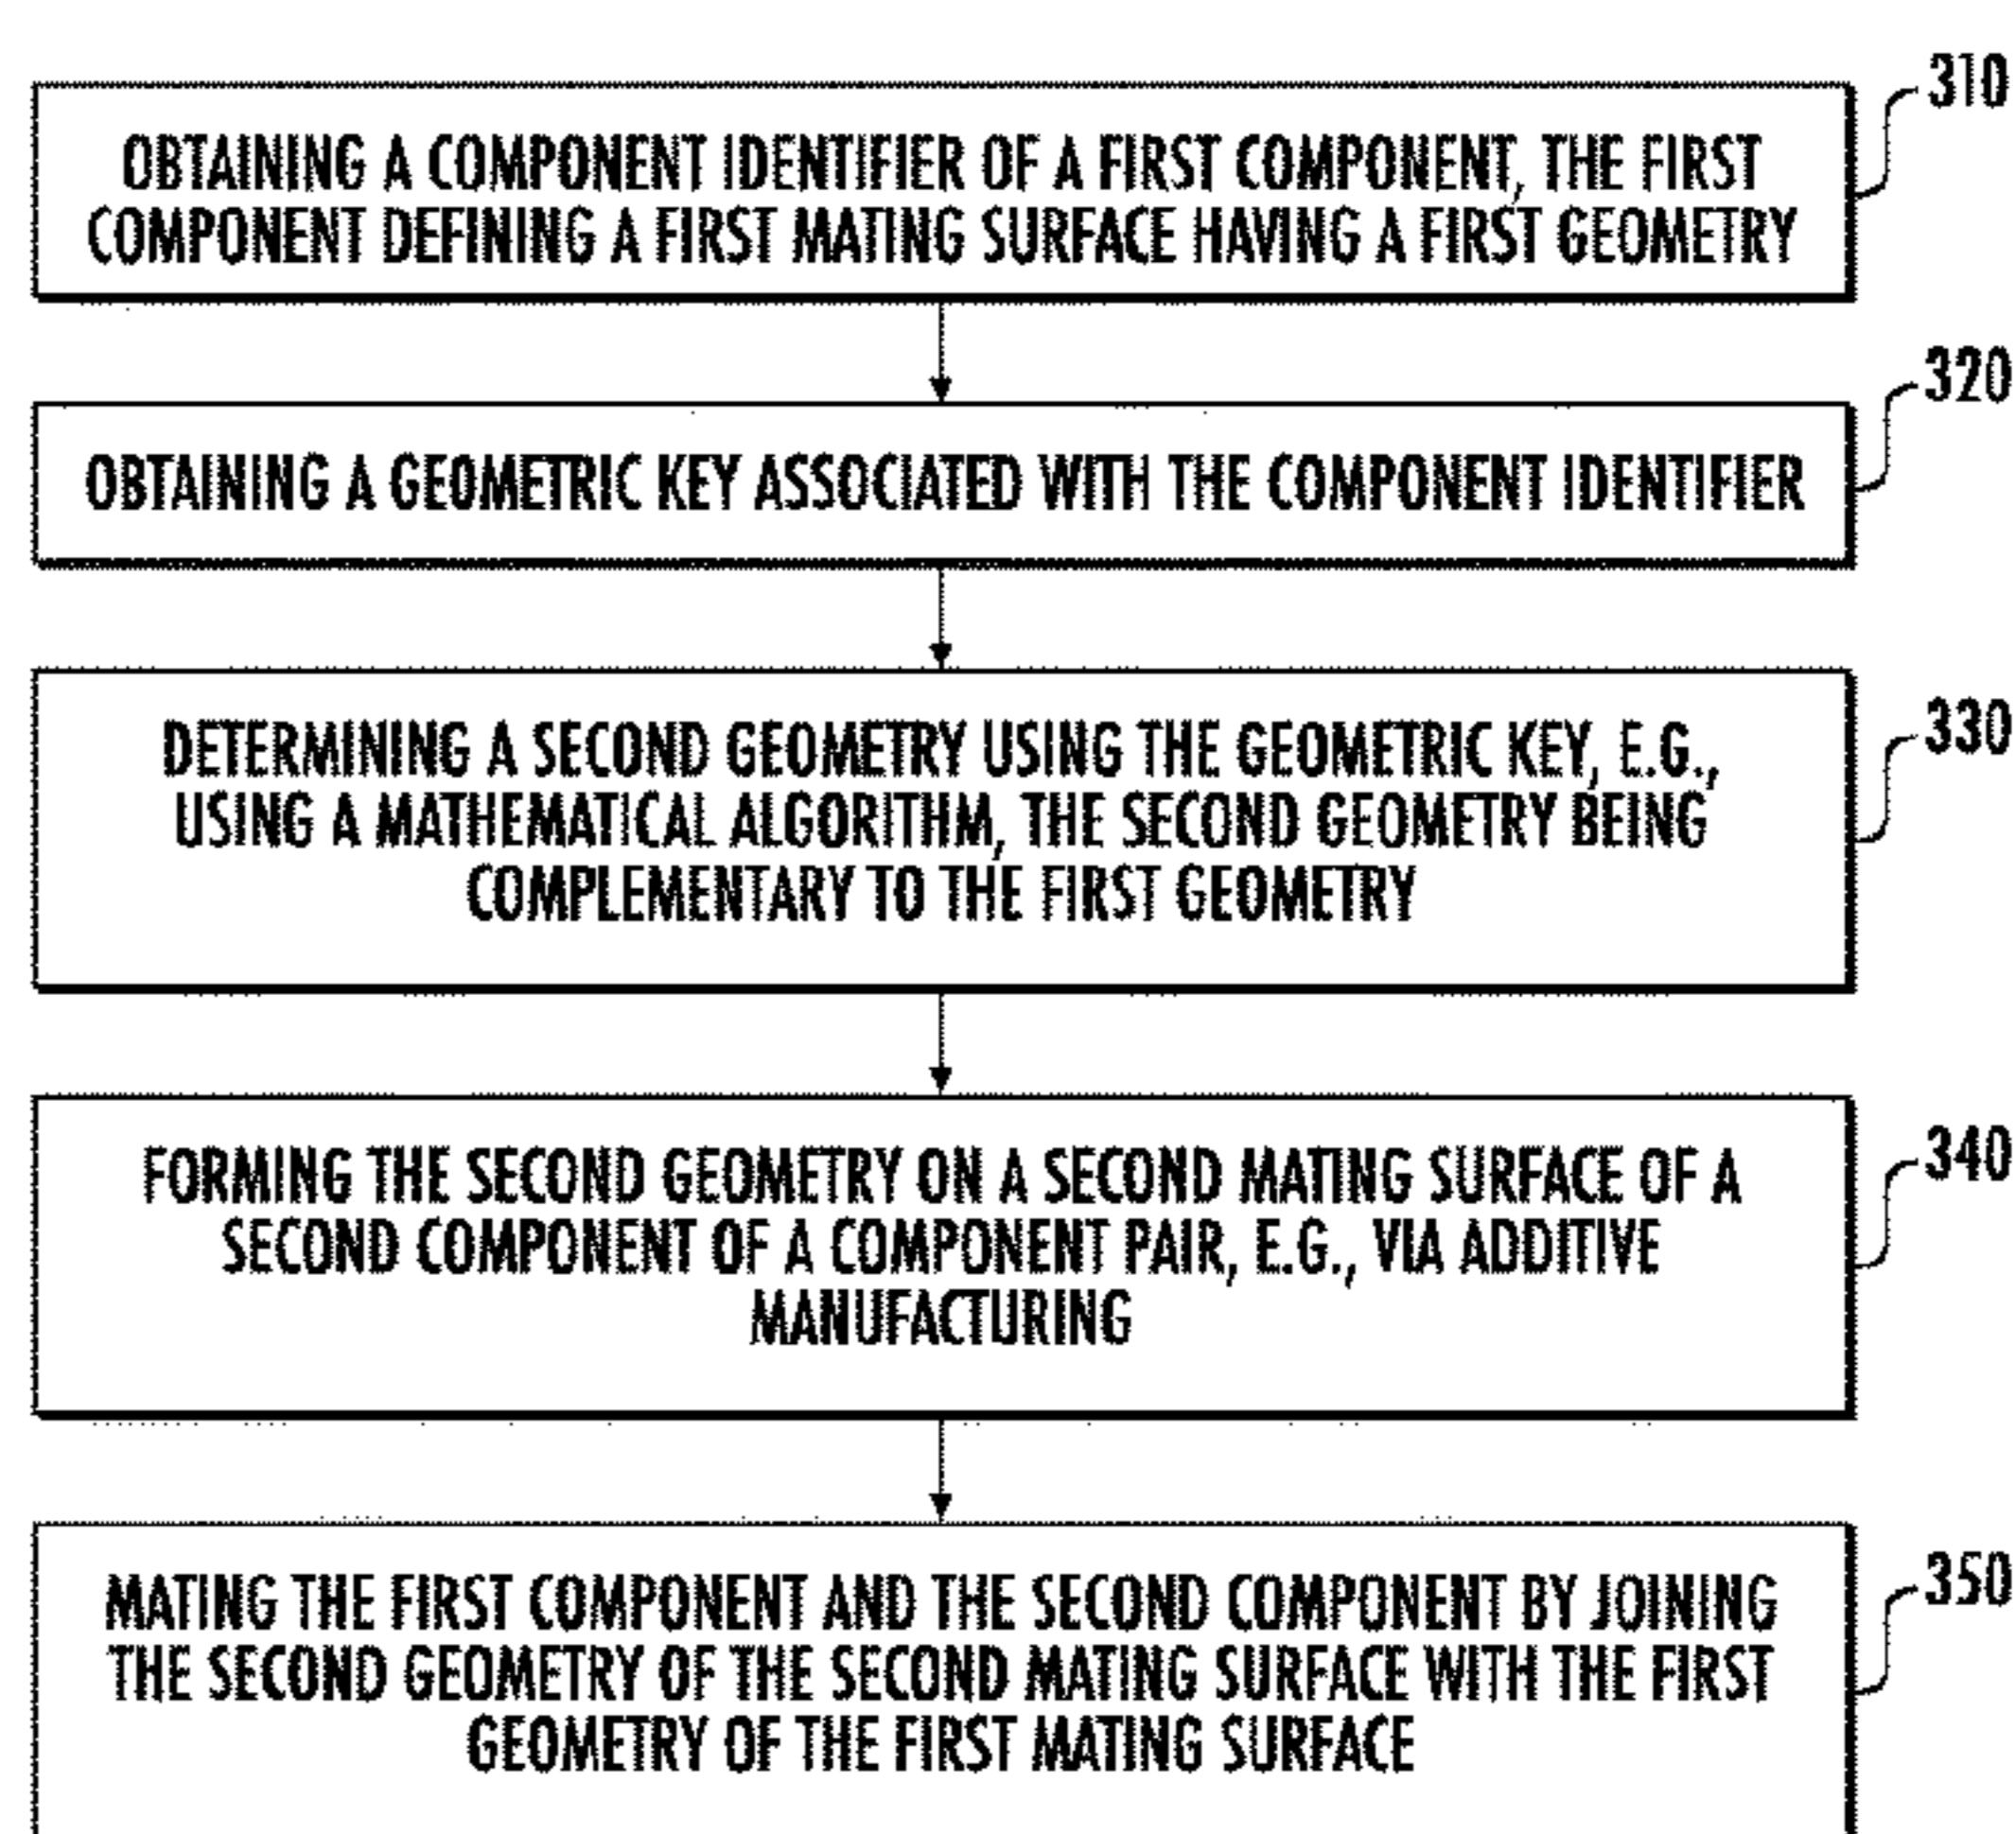 310
OBTAINING A COMPONENT IDENTIFIER OF A FIRST COMPONENT, THE FIRST
COMPONENT DEFINING A FIRST MATING SURFACE HAVING A FIRST GEOMETRY
320
OBTAINING A GEOMETRIC KEY ASSOCIATED WITH THE COMPONENT IDENTIFIER
330
DETERMINING A SECOND GEOMETRY USING THE GEOMETRIC KEY, E.G.,
USING A MATHEMATICAL ALGORITHM, THE SECOND GEOMETRY BEING
COMPLEMENTARY TO THE FIRST GEOMETRY
340
FORMING THE SECOND GEOMETRY ON A SECOND MATING SURFACE OF A
SECOND COMPONENT OF A COMPONENT PAIR, E.G., VIA ADDITIVE
MANUFACTURING
350
MATING THE FIRST COMPONENT AND THE SECOND COMPONENT BY JOINING
THE SECOND GEOMETRY OF THE SECOND MATING SURFACE WITH THE FIRST
GEOMETRY OF THE FIRST MATING SURFACE